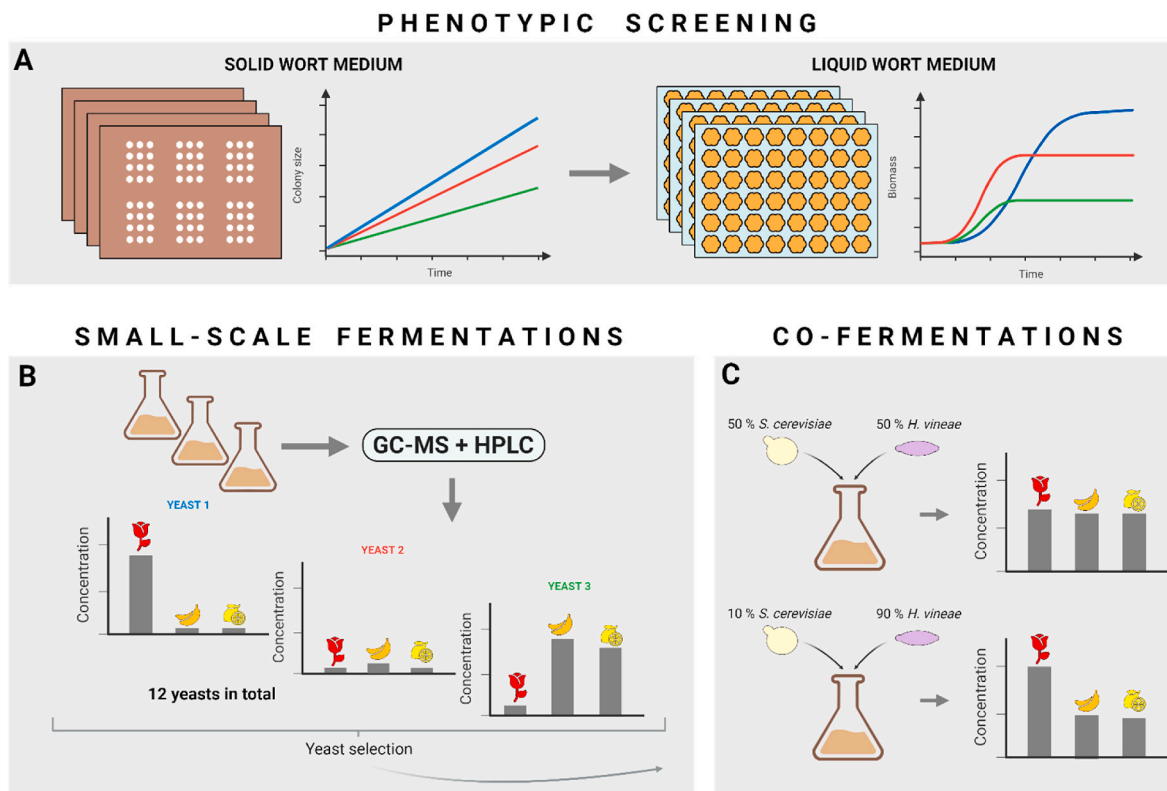 PHENOTYPIC SCREENING
A
SOLID WORT MEDIUM
Colony size
Time
LIQUID WORT MEDIUM
Biomass
Time
SMALL-SCALE FERMENTATIONS
B
GC-MS + HPLC
YEAST 1
Concentration
YEAST 2
Concentration
YEAST 3
Concentration
12 yeasts in total
Yeast selection
CO-FERMENTATIONS
C
50 % S. cerevisiae
50 % H. vineae
Concentration
10 % S. cerevisiae
90 % H. vineae
Concentration